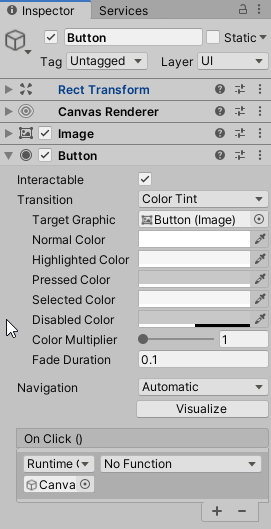 Inspector
Services
Button
Static
Tag Untagged Layer UI
Rect Transform
Canvas Renderer
Image
Button
Interactable
Transition Color Tint
Target Graphic Button (Image)
Normal Color
Highlighted Color
Pressed Color
Selected Color
Disabled Color
Color Multiplier 1
Fade Duration 0.1
Navigation Automatic
Visualize
On Click ()
Runtime No Function
Canva